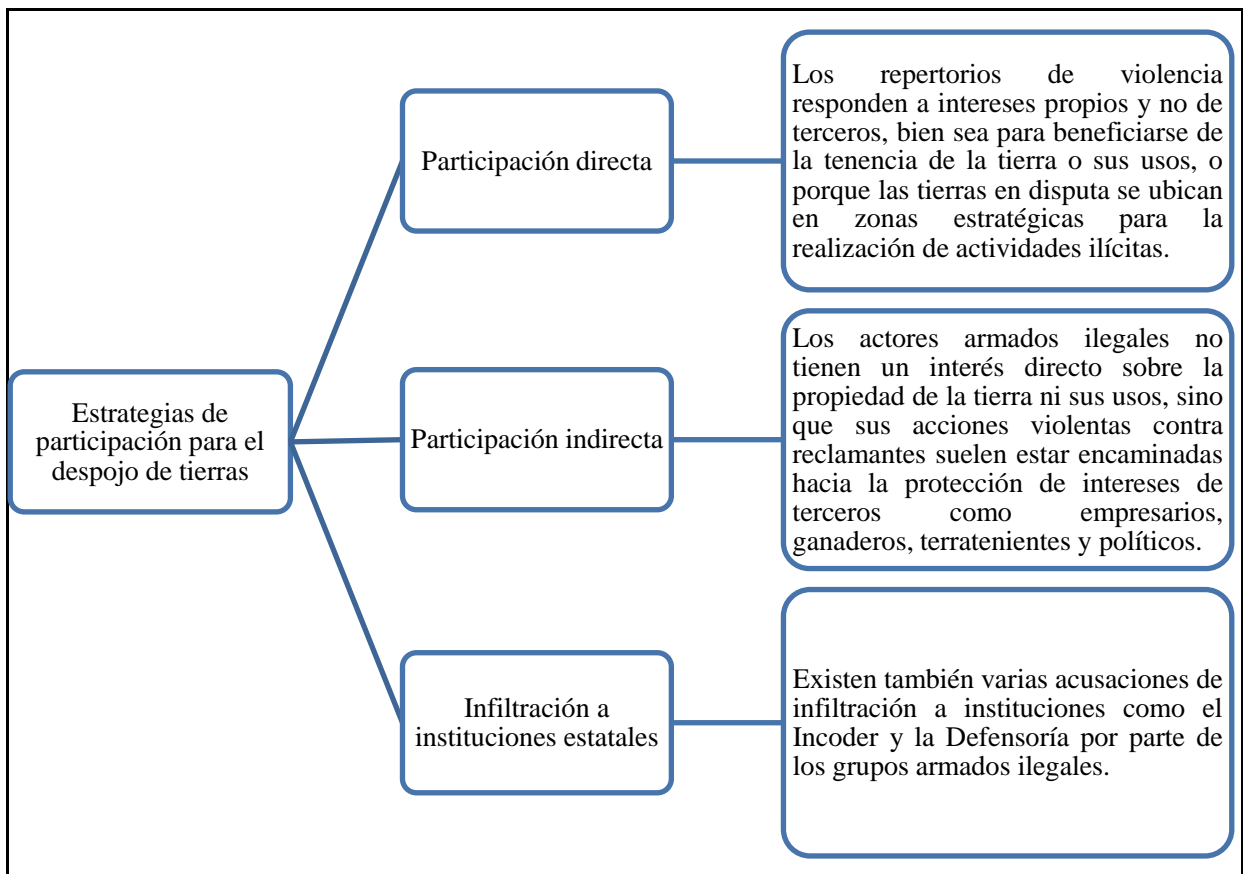 Estrategias de
participación para el
despojo de tierras
Participación directa
Los repertorios de violencia
responden a intereses propios y no de
terceros, bien sea para beneficiarse de
la tenencia de la tierra o sus usos, o
porque las tierras en disputa se ubican
en zonas estratégicas para la
realización de actividades ilícitas.
Participación indirecta
Los actores armados ilegales no
tienen un interés directo sobre la
propiedad de la tierra ni sus usos, sino
que sus acciones violentas contra
reclamantes suelen estar encaminadas
hacia la protección de intereses de
terceros como empresarios,
ganaderos, terratenientes y políticos.
Infiltración a
instituciones estatales
Existen también varias acusaciones de
infiltración a instituciones como el
Incoder y la Defensoría por parte de
los grupos armados ilegales.